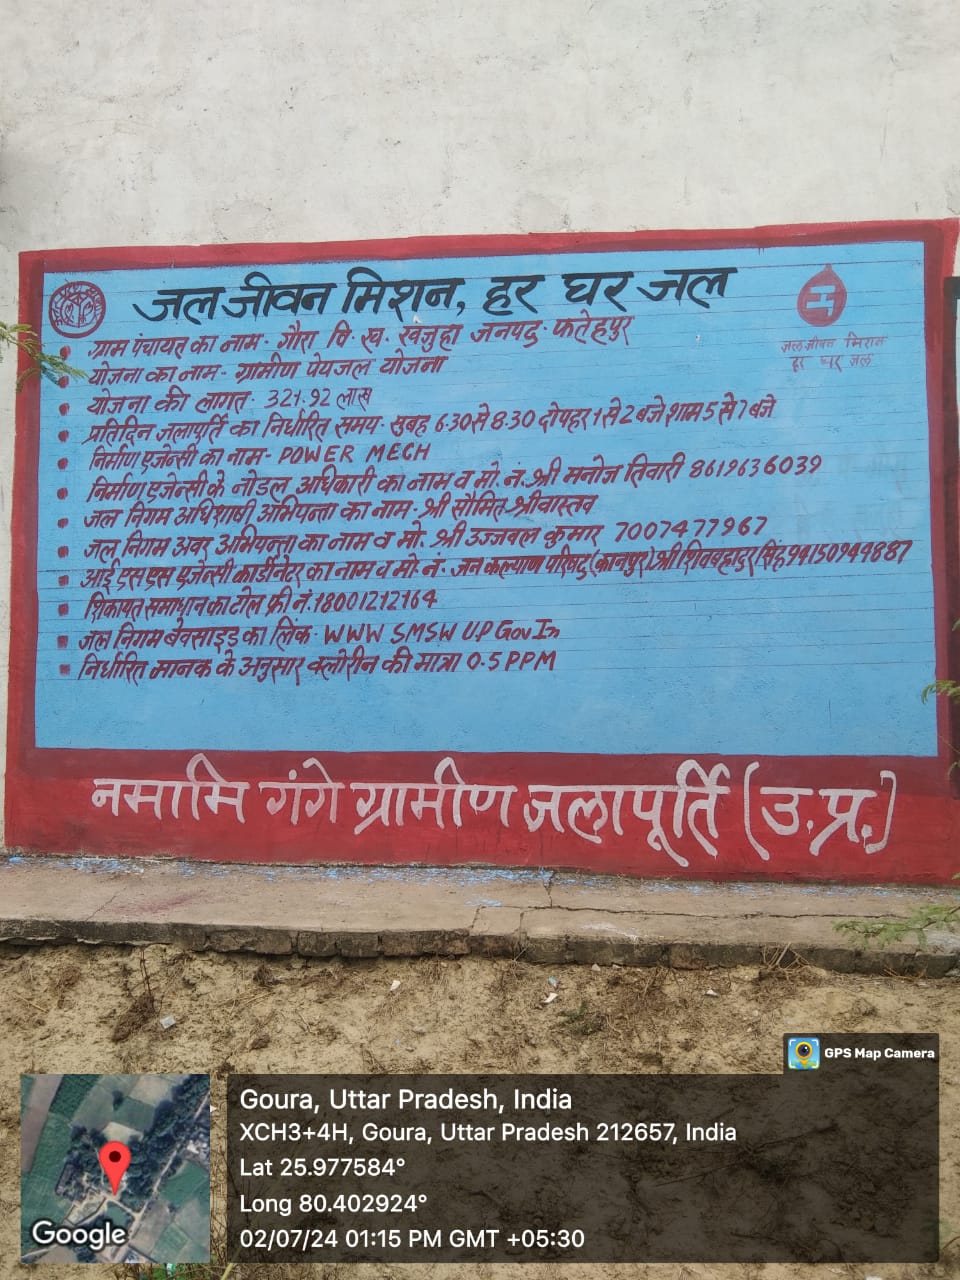 जल जीवन मिशन, हर घर जल
ग्राम पंचायत का नाम- गौरा वि. ख. खजुहा जनपद- फतेहपुर
योजना का नाम- ग्रामीण पेयजल योजना
योजना की लागत- 321.92 लाख
प्रतिदिन जलापूर्ति का निर्धारित समय- सुबह 6.30 से 8.30 दोपहर 1 से 2 बजे शाम 5 से 7 बजे
निर्माण एजेन्सी का नाम- POWER MECH
निर्माण एजेन्सी के नोडल अधिकारी का नाम व मो. नं. श्री मनोज तिवारी 8619636039
जल निगम अधिशाषी अभियन्ता का नाम- श्री सौमित श्रीवास्तव
जल निगम अवर अभियन्ता का नाम व मो. श्री उज्जवल कुमार 7007477967
आई एस एस एजेन्सी कार्डीनेटर का नाम व मो. नं. जन कल्याण परिषद (कानपुर) श्री शिवबहादुर सिंह 94150949887
शिकायत समाधान का टोल फ्री नं. 18001212164
जल निगम बेवसाइड का लिंक- WWW SMSW U.P Gov In
निर्धारित मानक के अनुसार क्लोरीन की मात्रा 0.5 PPM
जल जीवन मिशन
हर घर जल
नमामि गंगे ग्रामीण जलापूर्ति (उ.प्र.)
GPS Map Camera
Goura, Uttar Pradesh, India
XCH3+4H, Goura, Uttar Pradesh 212657, India
Lat 25.977584°
Long 80.402924°
02/07/24 01:15 PM GMT +05:30
Google